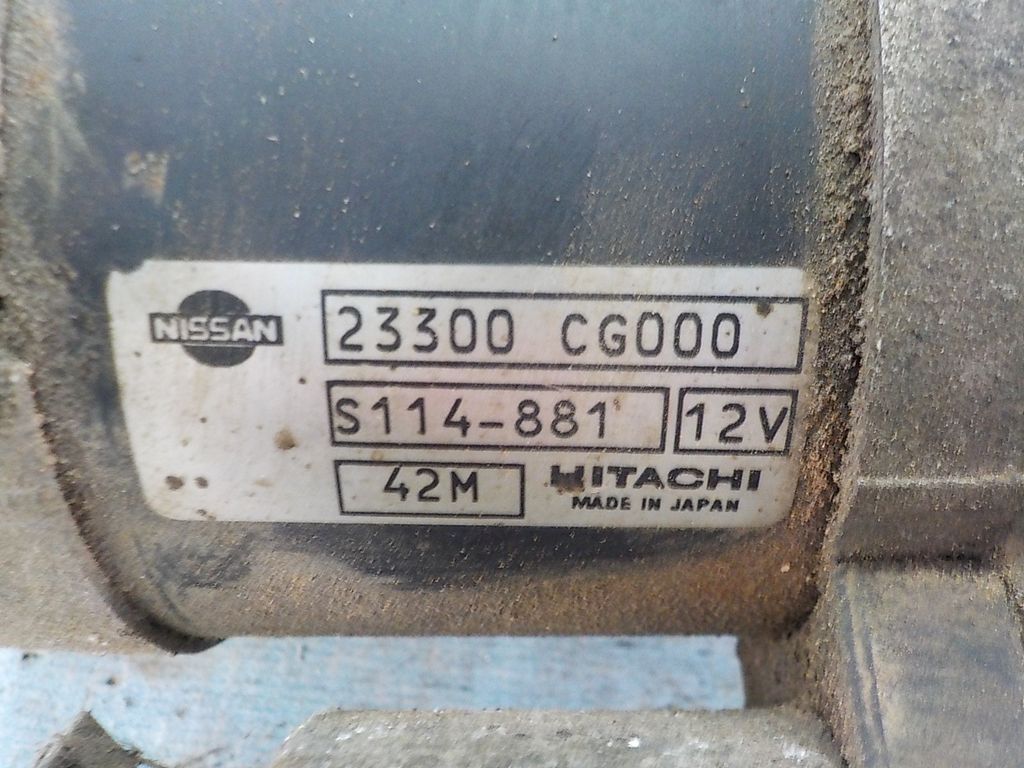 NISSAN
23300 CG000
S114-881 12V
42M
HITACHI
MADE IN JAPAN